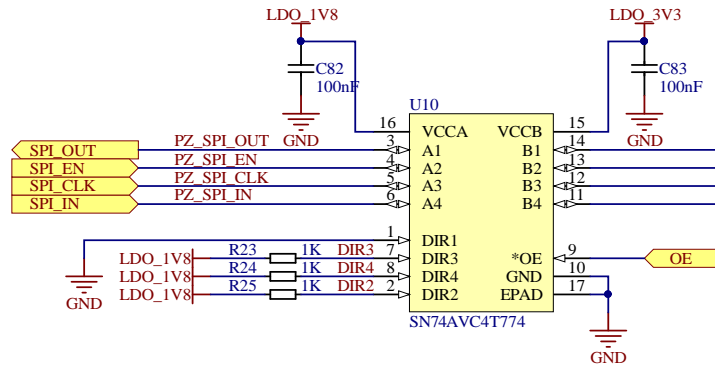 LDO_1V8 LDO_3V3
C82 C83
100nF 100nF
U10
GND GND
16 VCCA VCCB 15
SPI_OUT PZ_SPI_OUT 3 A1 B1 14
SPI_EN PZ_SPI_EN 4 A2 B2 13
SPI_CLK PZ_SPI_CLK 5 A3 B3 12
SPI_IN PZ_SPI_IN 6 A4 B4 11
1 DIR1
LDO_1V8 R23 1K DIR3 7 DIR3 *OE 9 OE
LDO_1V8 R24 1K DIR4 8 DIR4 GND 10
LDO_1V8 R25 1K DIR2 2 DIR2 EPAD 17
GND
SN74AVC4T774
GND